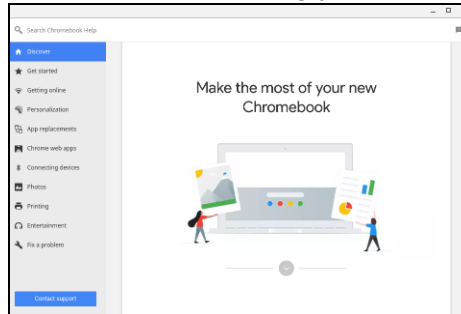 Search Chromebook Help
Discover
Get started
Getting online
Personalization
App replacements
Chrome web apps
Connecting devices
Photos
Printing
Entertainment
Fix a problem
Contact support
Make the most of your new
Chromebook